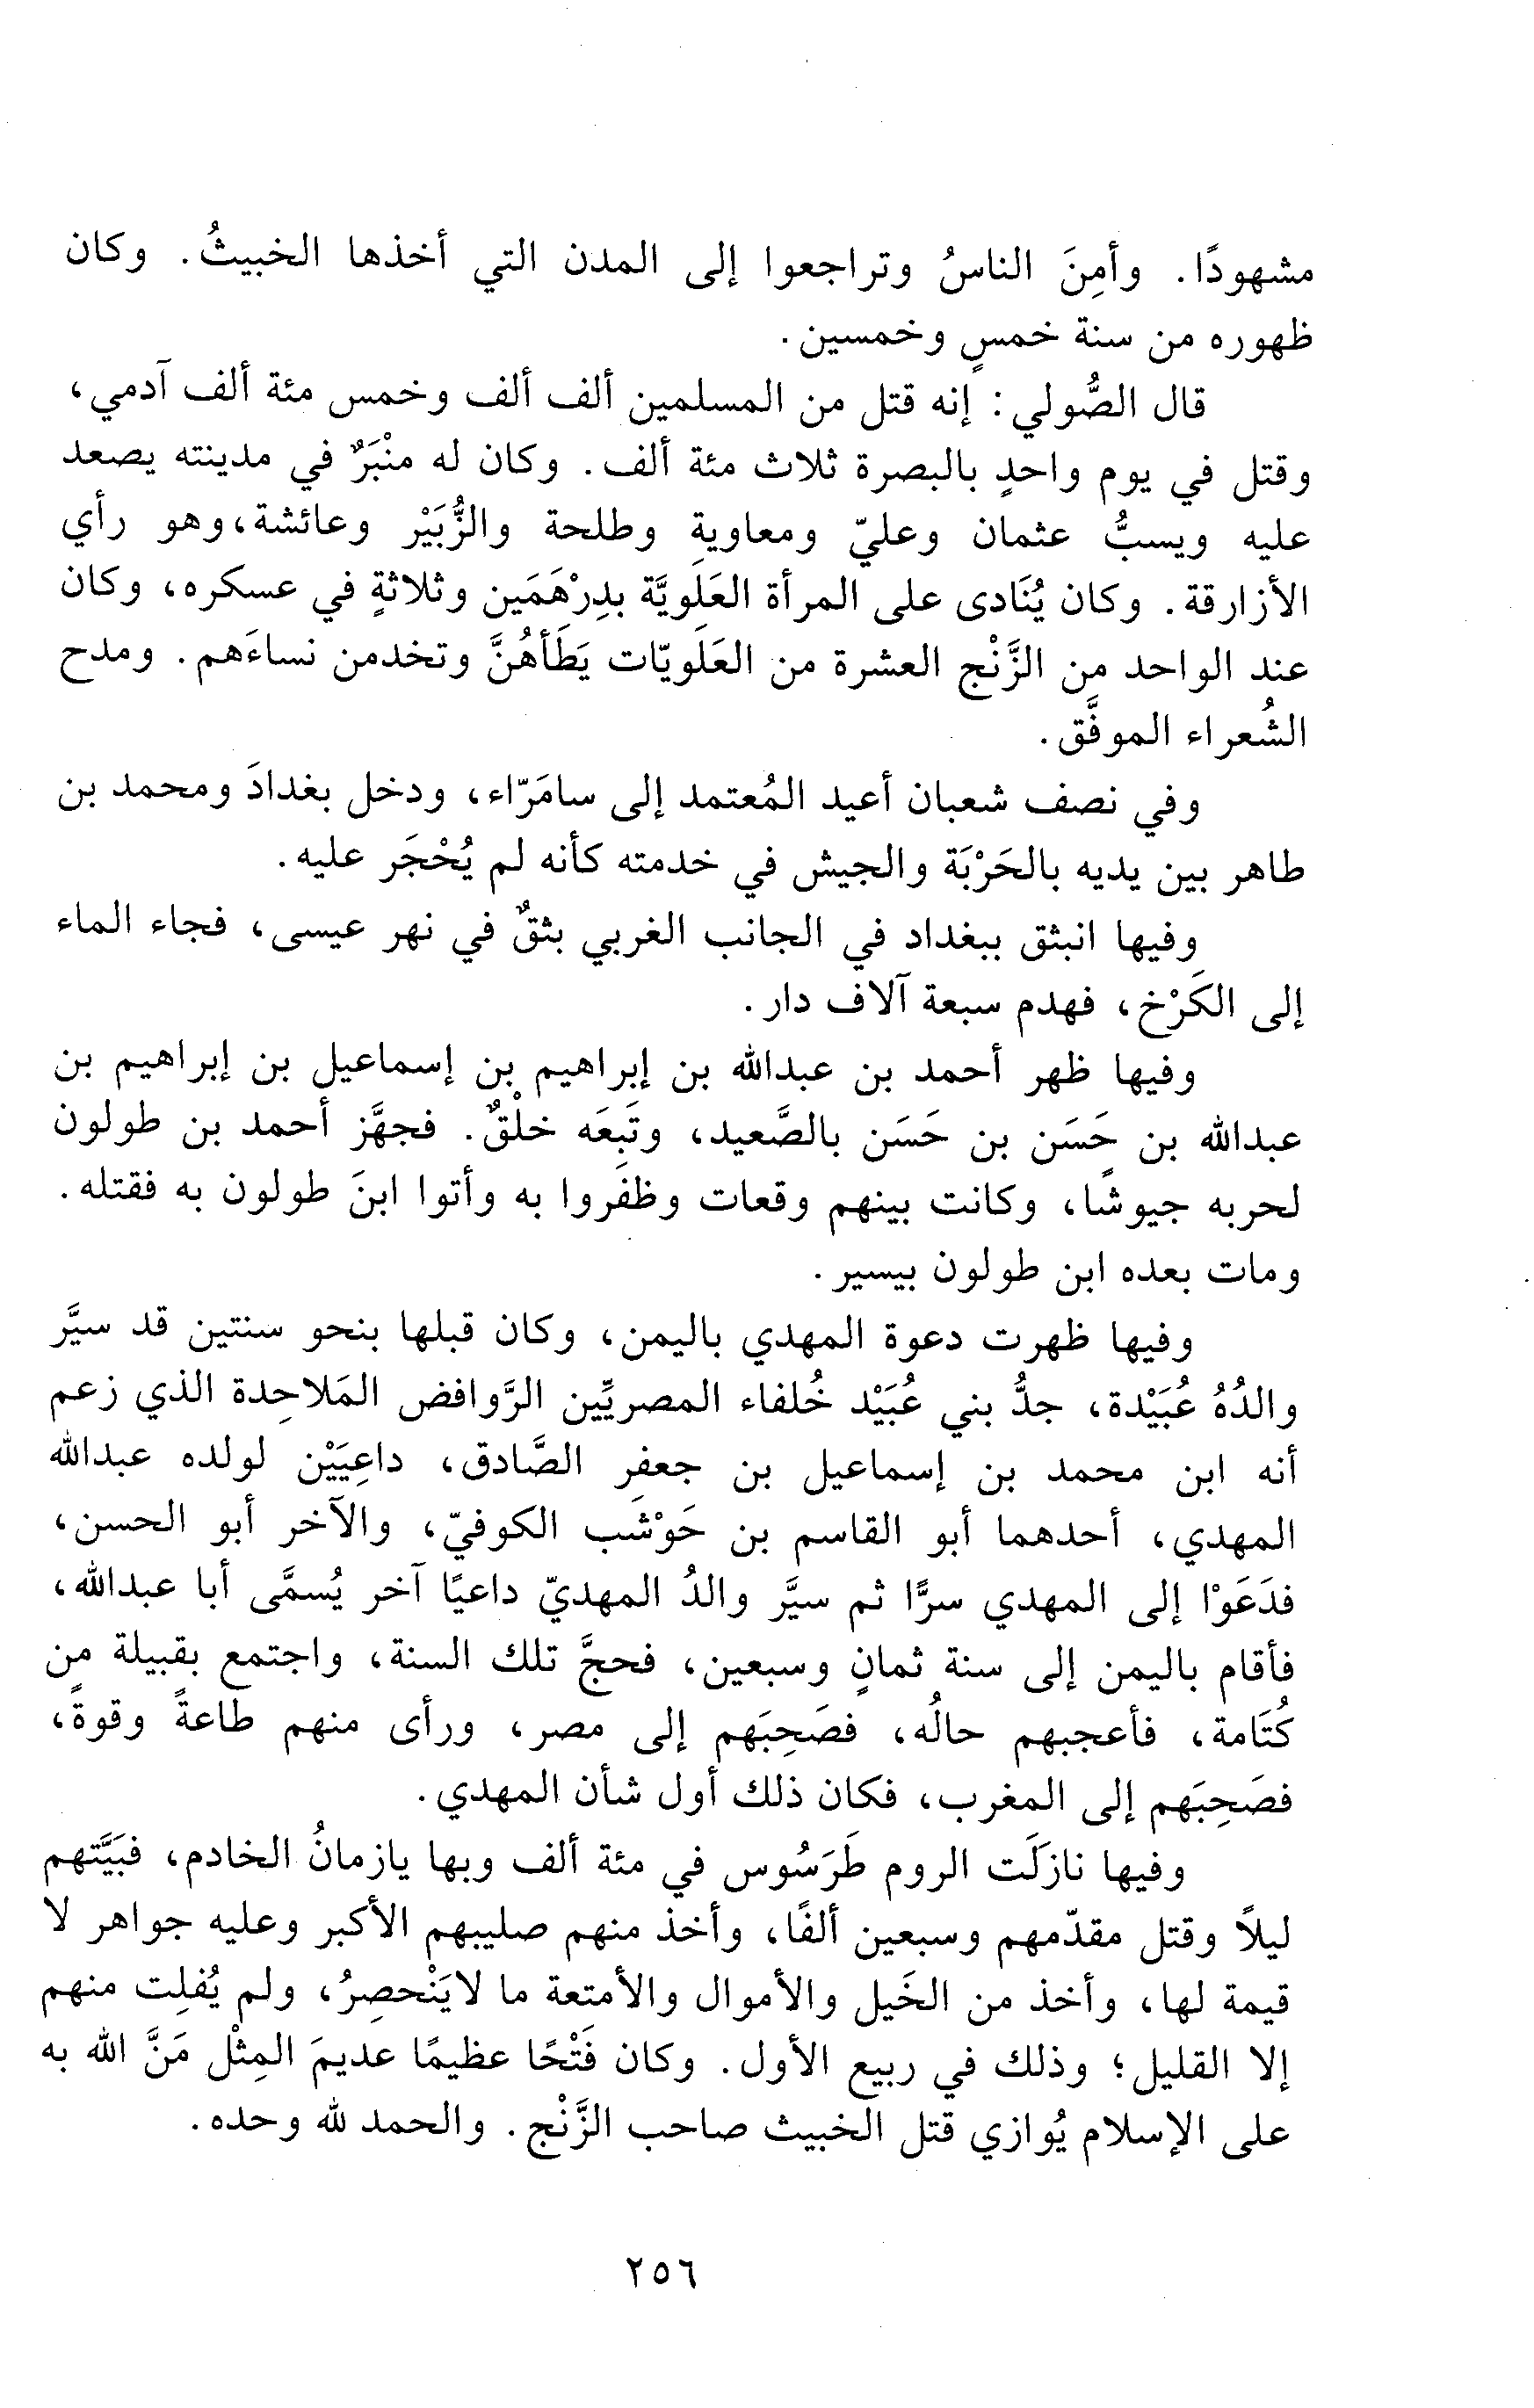 مشهودًا. وأمِنَ الناسُ وتراجعوا إلى المدن التي أخذها الخبيثُ. وكان
ظهوره من سنة خمسٍ وخمسين.
قال الصُّولي: إنه قتل من المسلمين ألف ألف وخمس مئة ألف آدمي،
وقتل في يوم واحدٍ بالبصرة ثلاث مئة ألف. وكان له منْبَرٌ في مدينته يصعد
عليه ويسبُّ عثمان وعليّ ومعاوية وطلحة والزُّبَيْر وعائشة، وهو رأي
الأزارقة. وكان يُنَادى على المرأة العَلَويَّة بدِرْهَمَين وثلاثةٍ في عسكره، وكان
عند الواحد من الزَّنْج العشرة من العَلَويّات يَطَأهُنَّ وتخدمن نساءَهم. ومدح
الشُعراء الموفَّق.
وفي نصف شعبان أعيد المُعتمد إلى سامَرّاء، ودخل بغدادَ ومحمد بن
طاهر بين يديه بالحَرْبَة والجيش في خدمته كأنه لم يُحْجَر عليه.
وفيها انبثق ببغداد في الجانب الغربي بثقٌ في نهر عيسى، فجاء الماء
إلى الكَرْخ، فهدم سبعة آلاف دار.
وفيها ظهر أحمد بن عبدالله بن إبراهيم بن إسماعيل بن إبراهيم بن
عبدالله بن حَسَن بن حَسَن بالصَّعيد، وتَبِعَه خلْقٌ. فجهَّز أحمد بن طولون
لحربه جيوشًا، وكانت بينهم وقعات وظفَروا به وأتوا ابنَ طولون به فقتله.
ومات بعده ابن طولون بيسير.
وفيها ظهرت دعوة المهدي باليمن، وكان قبلها بنحو سنتين قد سيَّر
والدُهُ عُبَيْدة، جدُّ بني عُبَيْد خُلفاء المصريِّين الرَّوافض المَلاحِدة الذي زعم
أنه ابن محمد بن إسماعيل بن جعفر الصَّادق، داعِيَيْن لولده عبدالله
المهدي، أحدهما أبو القاسم بن حَوْشَب الكوفيّ، والآخر أبو الحسن،
فدَعَوْا إلى المهدي سرًّا ثم سيَّر والدُ المهديّ داعيًا آخر يُسمَّى أبا عبدالله،
فأقام باليمن إلى سنة ثمانٍ وسبعين، فحجَّ تلك السنة، واجتمع بقبيلة من
كُتَامة، فأعجبهم حالُه، فصَحِبَهم إلى مصر، ورأى منهم طاعةً وقوةً،
فصَحِبَهم إلى المغرب، فكان ذلك أول شأن المهدي.
وفيها نازَلَت الروم طَرَسُوس في مئة ألف وبها يازمانُ الخادم، فبَيَّتهم
ليلاً وقتل مقدّمهم وسبعين ألفًا، وأخذ منهم صليبهم الأكبر وعليه جواهر لا
قيمة لها، وأخذ من الخَيل والأموال والأمتعة ما لايَنْحصِرُ، ولم يُفلِت منهم
إلا القليل؛ وذلك في ربيع الأول. وكان فَتْحًا عظيمًا عديمَ المِثْل مَنَّ الله به
على الإسلام يُوازي قتل الخبيث صاحب الزَّنْج. والحمد لله وحده.
٢٥٦